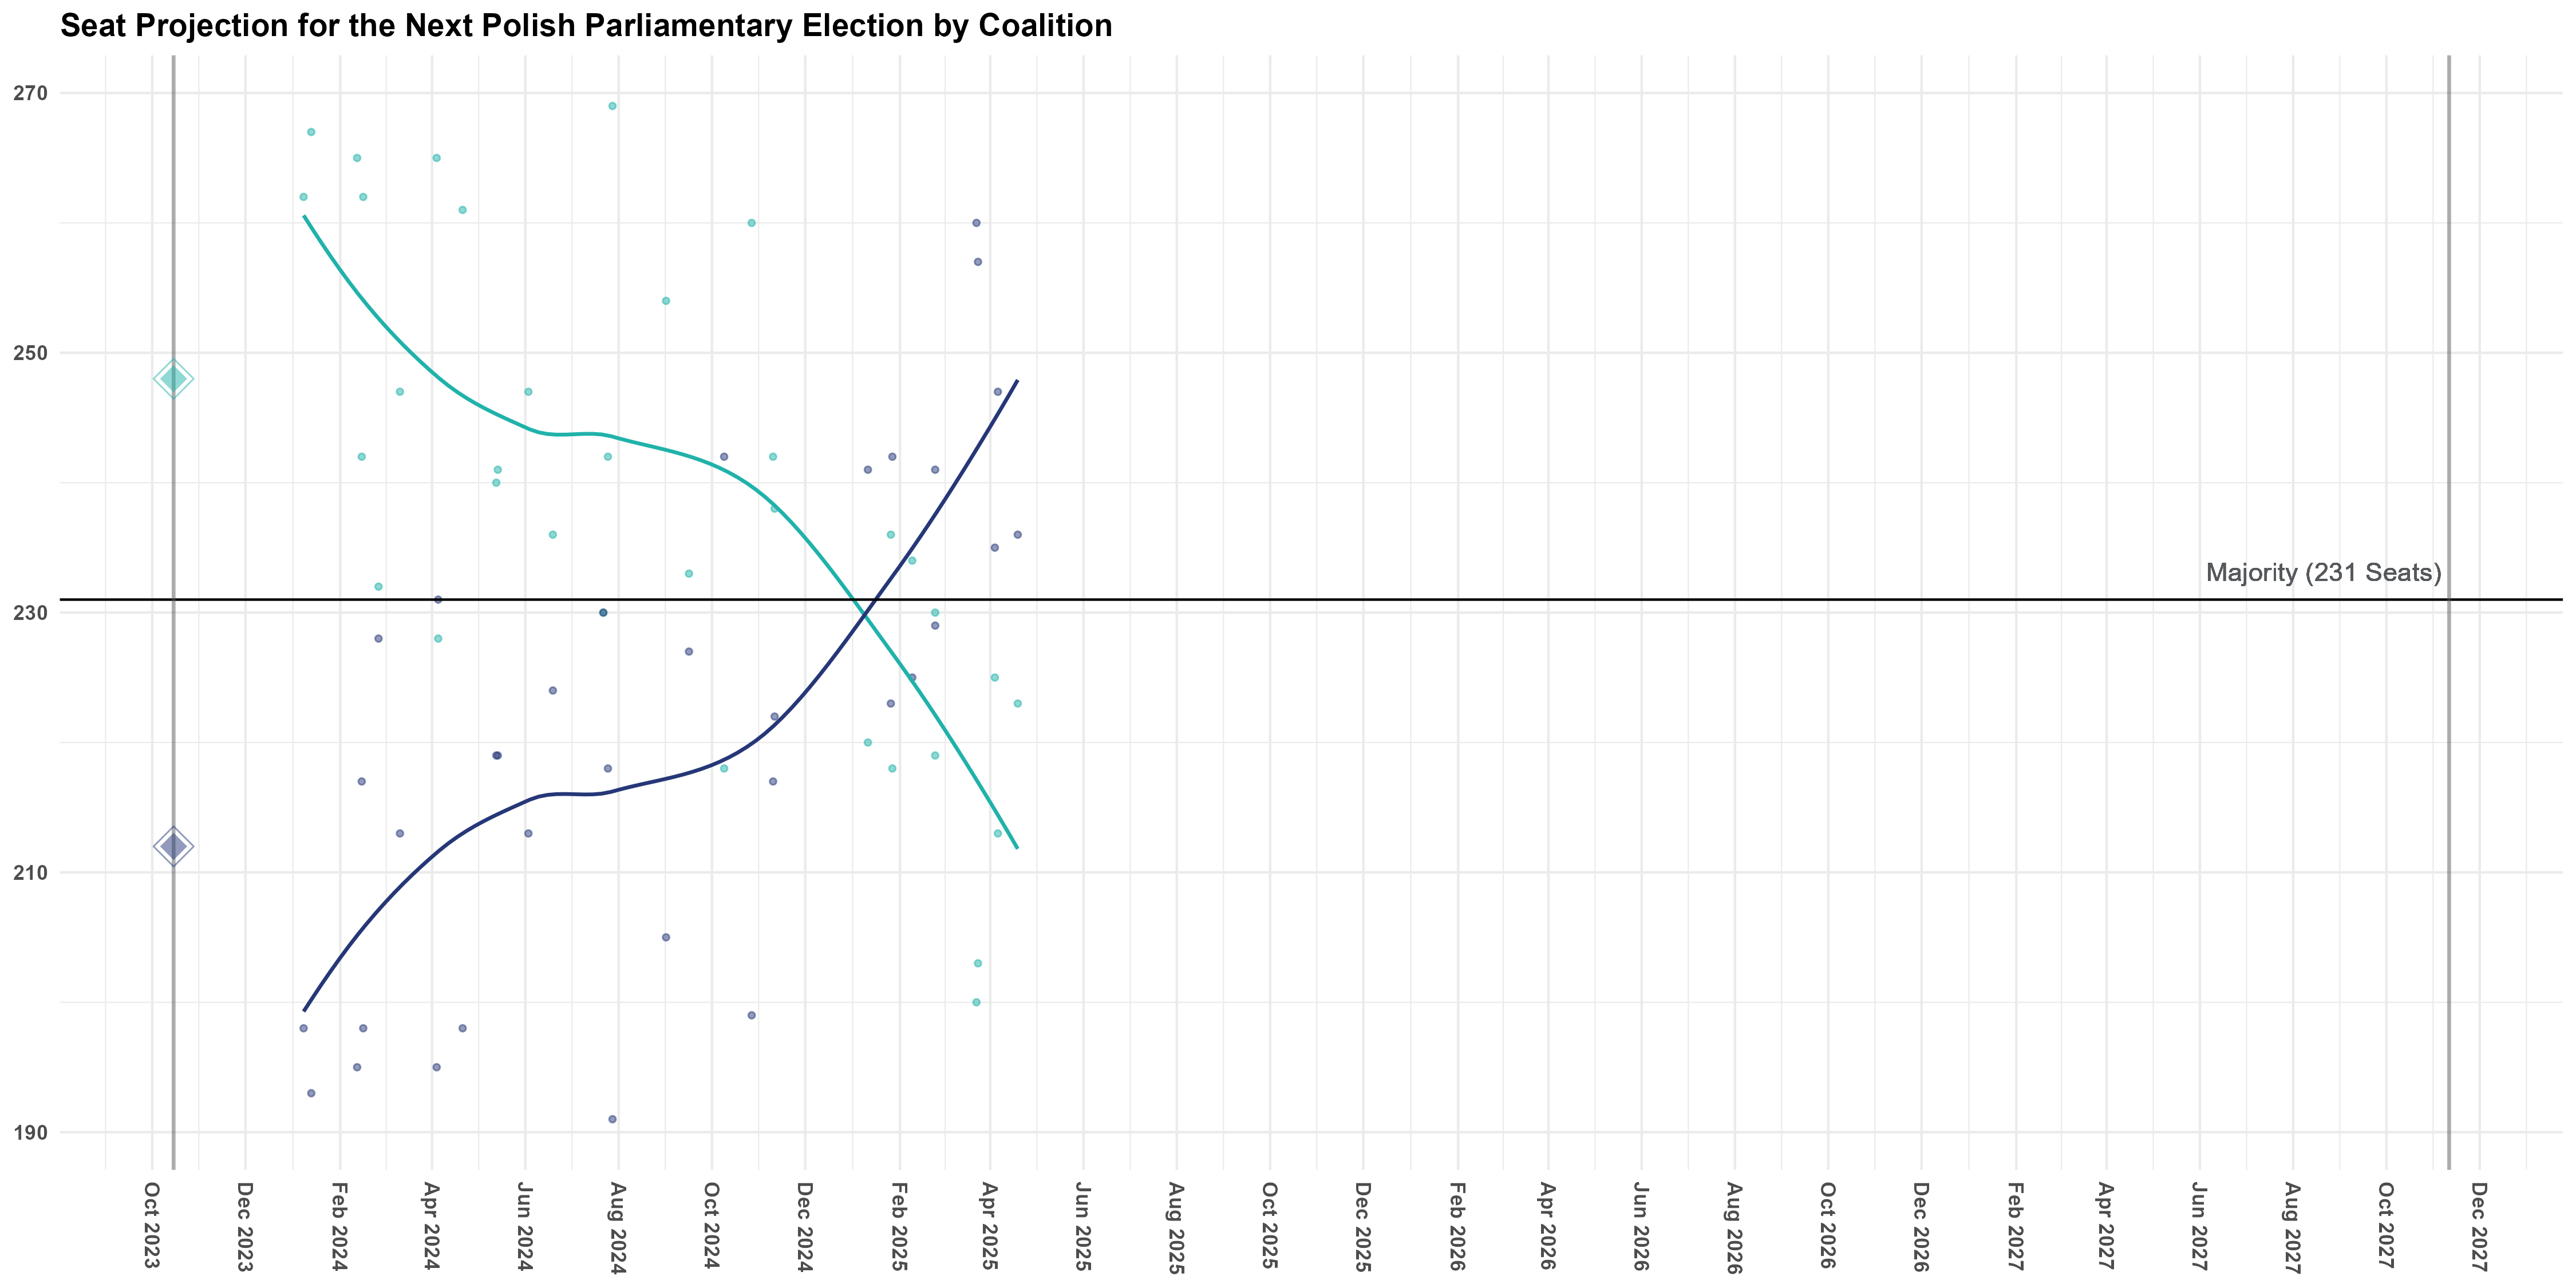 Seat Projection for the Next Polish Parliamentary Election by Coalition
270
250
230
210
190
Majority (231 Seats)
Oct 2023
Dec 2023
Feb 2024
Apr 2024
Jun 2024
Aug 2024
Oct 2024
Dec 2024
Feb 2025
Apr 2025
Jun 2025
Aug 2025
Oct 2025
Dec 2025
Feb 2026
Apr 2026
Jun 2026
Aug 2026
Oct 2026
Dec 2026
Feb 2027
Apr 2027
Jun 2027
Aug 2027
Oct 2027
Dec 2027